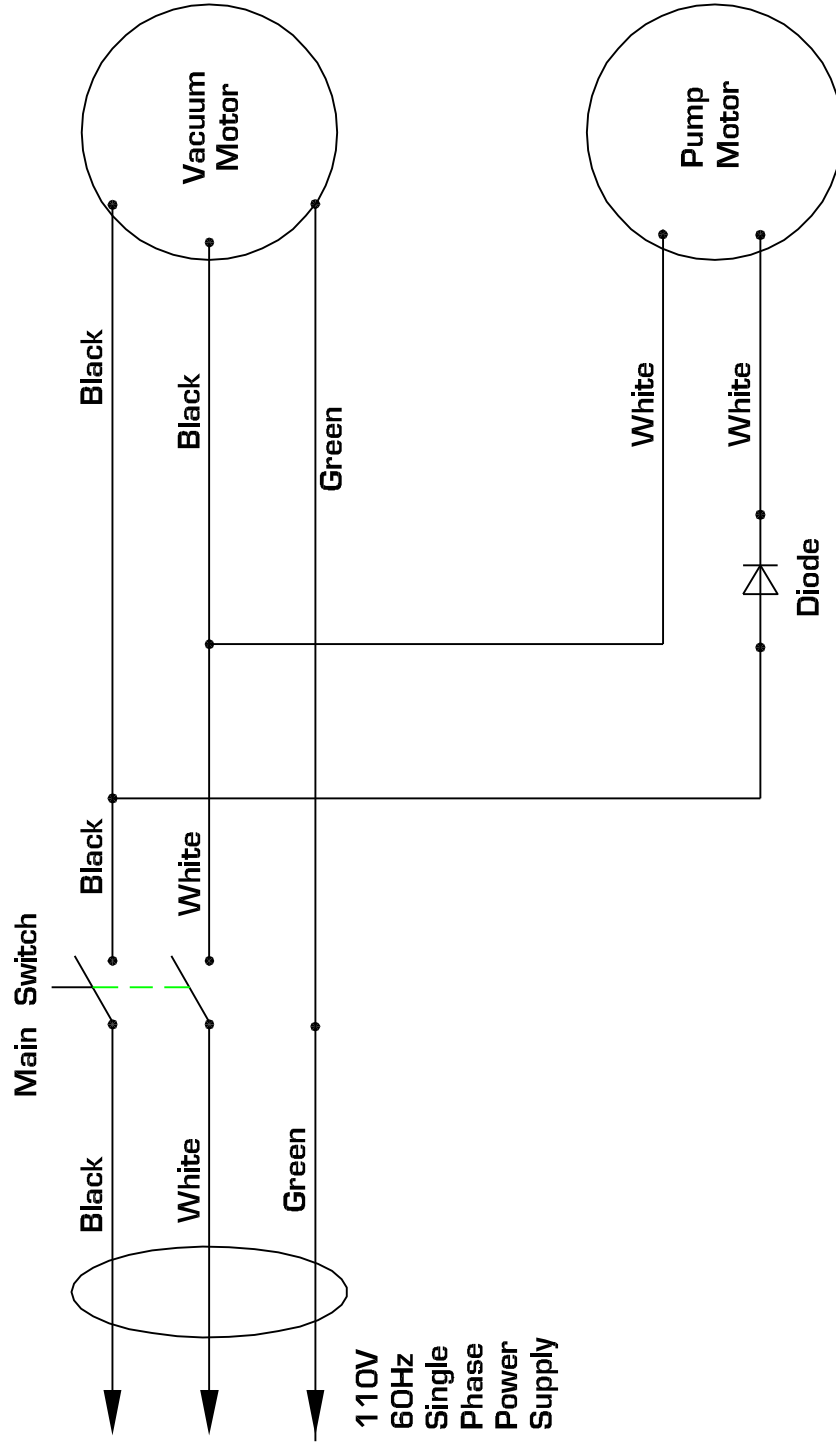 Main Switch
Black
Black
Black
Vacuum
Motor
White
White
Black
Green
Green
110V
60Hz
Single
Phase
Power
Supply
White
Pump
Motor
White
Diode